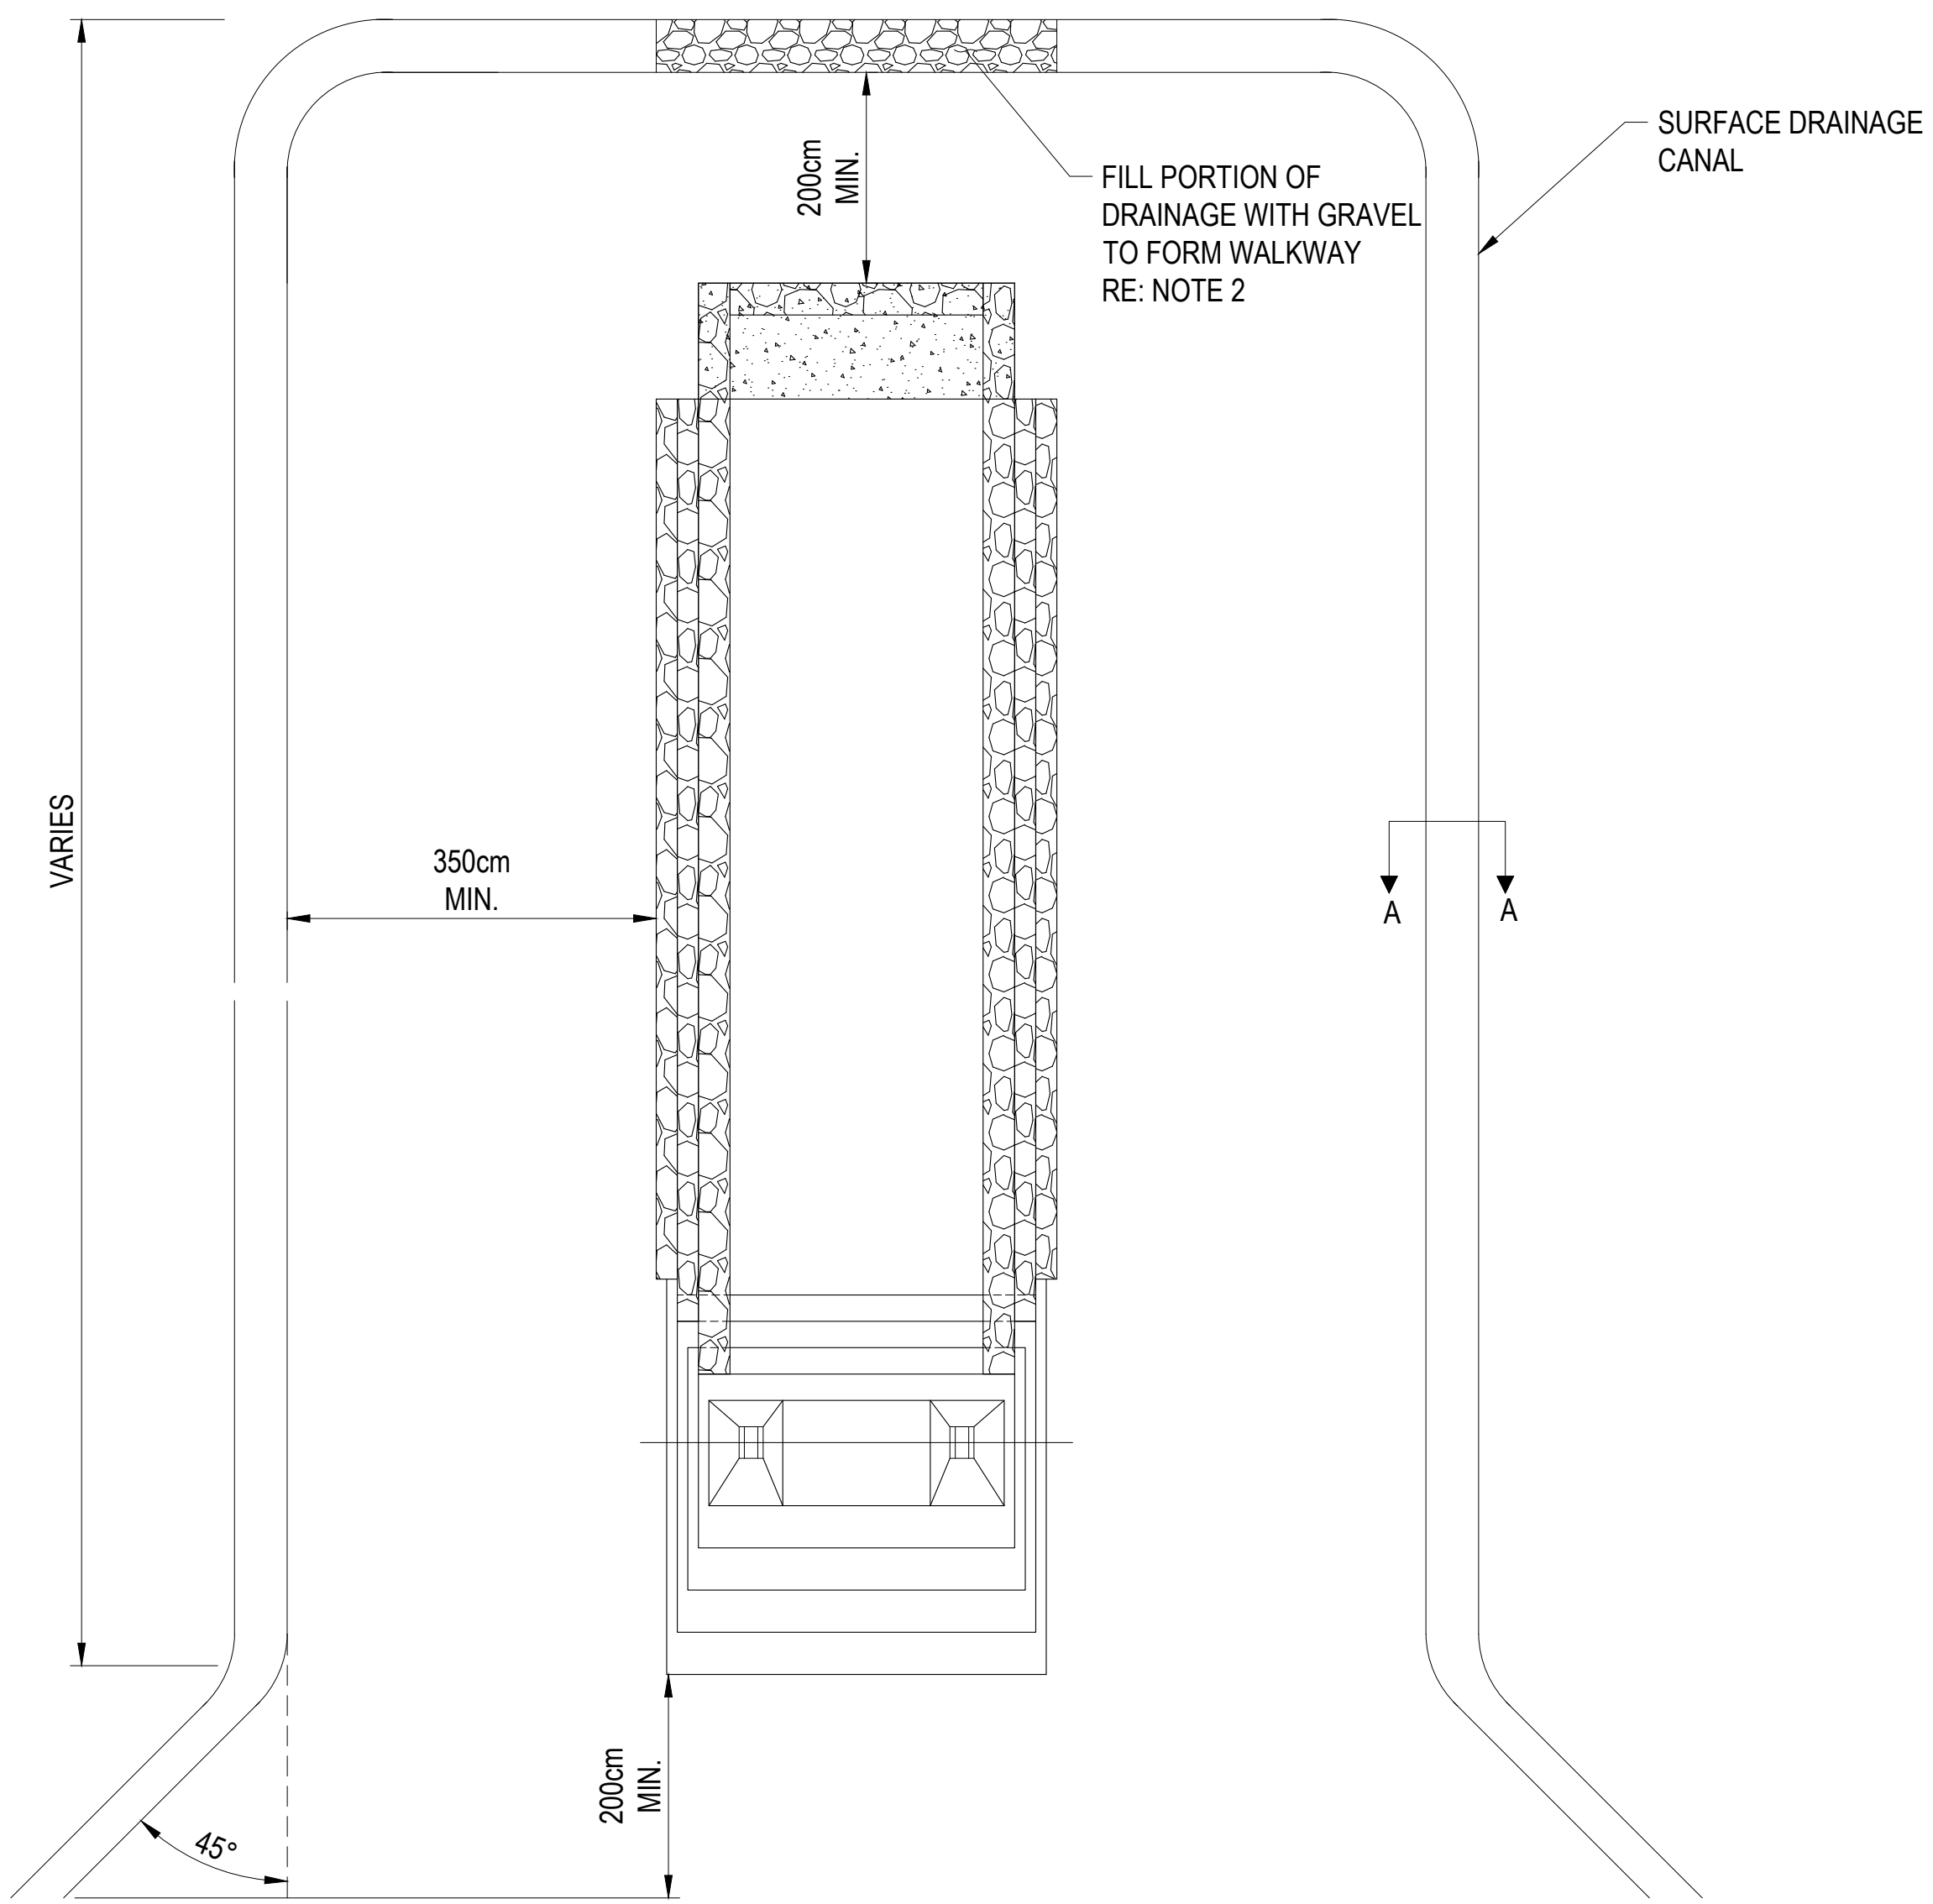 SURFACE DRAINAGE
CANAL
200cm
MIN.
FILL PORTION OF
DRAINAGE WITH GRAVEL
TO FORM WALKWAY
RE: NOTE 2
VARIES
350cm
MIN.
A
A
200cm
MIN.
45°